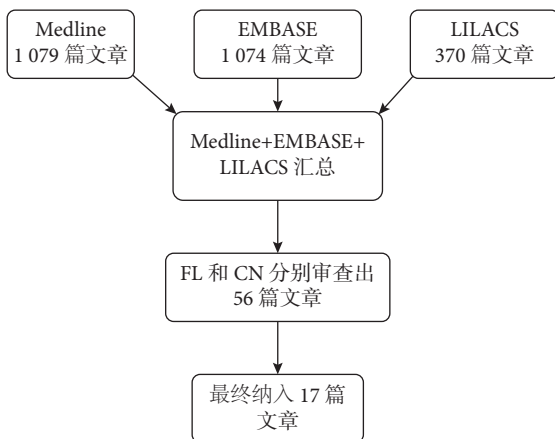 Medline
1 079 篇文章
EMBASE
1 074 篇文章
LILACS
370 篇文章
Medline+EMBASE+
LILACS 汇总
FL 和 CN 分别审查出
56 篇文章
最终纳入 17 篇
文章